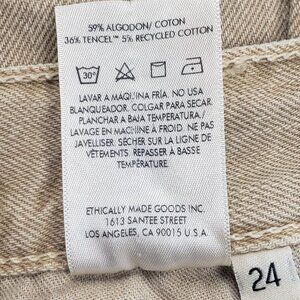 59% ALGODON/ COTON
36% TENCEL™ 5% RECYCLED COTTON
30°
LAVAR A MAQUINA FRÍA. NO USA
BLANQUEADOR. COLGAR PARA SECAR.
PLANCHAR A BAJA TEMPERATURA./
LAVAGE EN MACHINE À FROID. NE PAS
JAVELLISER. SÈCHER SUR LA LIGNE DE
VÊTEMENTS. REPASSER À BASSE
TEMPÉRATURE.
ETHICALLY MADE GOODS INC.
1613 SANTEE STREET
LOS ANGELES, CA 90015 U.S.A.
24